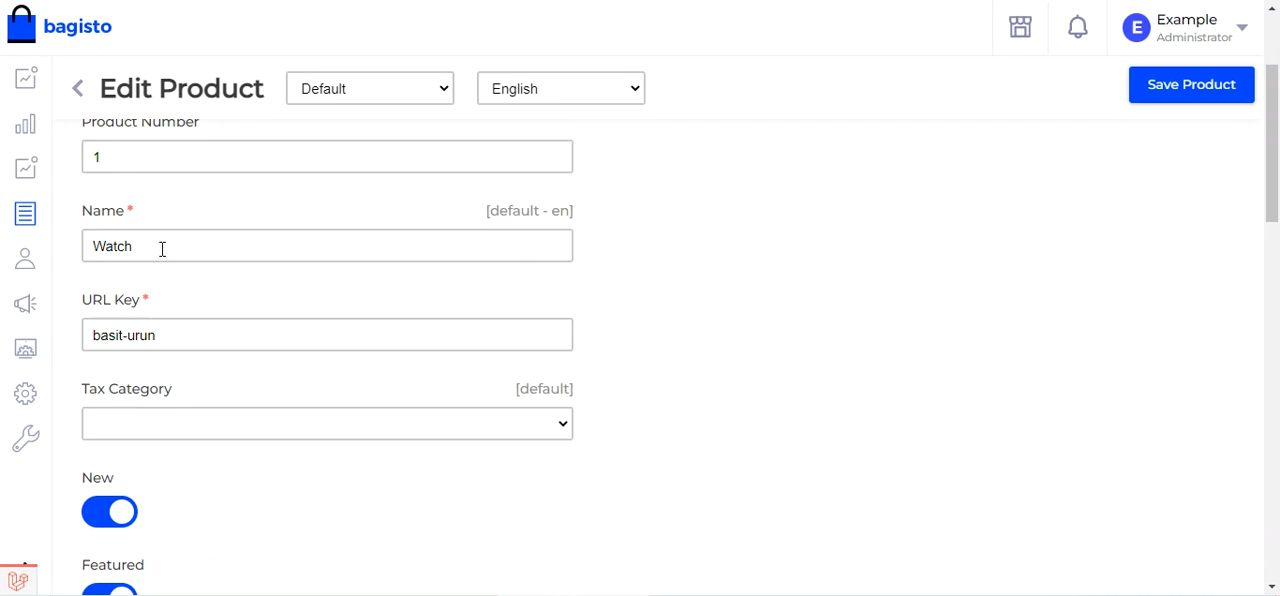 bagisto
E
Example
Administrator
Edit Product
Default
English
Save Product
Product Number
1
Name*
[default - en]
Watch
URL Key*
basit-urun
Tax Category
[default]
New
Featured